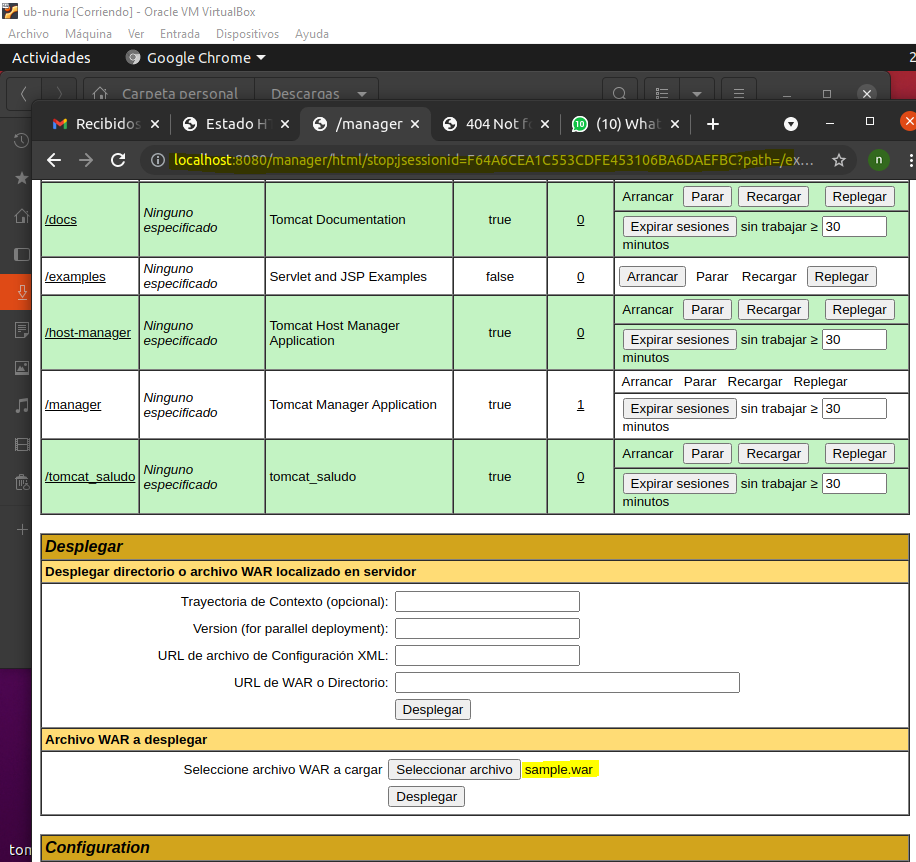 ub-nuria [Corriendo] - Oracle VM VirtualBox
Archivo Máquina Ver Entrada Dispositivos Ayuda
Actividades Google Chrome 2
Carpeta personal Descargas
Recibidos Estado HT /manager 404 Not fo (10) What
localhost:8080/manager/html/stop;jsessionid=F64A6CEA1C553CDFE453106BA6DAEFBC?path=/ex... n
/docs Ninguno especificado Tomcat Documentation true 0 Arrancar Parar Recargar Replegar
Expirar sesiones sin trabajar ≥ 30 minutos
/examples Ninguno especificado Servlet and JSP Examples false 0 Arrancar Parar Recargar Replegar
/host-manager Ninguno especificado Tomcat Host Manager Application true 0 Arrancar Parar Recargar Replegar
Expirar sesiones sin trabajar ≥ 30 minutos
/manager Ninguno especificado Tomcat Manager Application true 1 Arrancar Parar Recargar Replegar
Expirar sesiones sin trabajar ≥ 30 minutos
/tomcat_saludo Ninguno especificado tomcat_saludo true 0 Arrancar Parar Recargar Replegar
Expirar sesiones sin trabajar ≥ 30 minutos
Desplegar
Desplegar directorio o archivo WAR localizado en servidor
Trayectoria de Contexto (opcional):
Version (for parallel deployment):
URL de archivo de Configuración XML:
URL de WAR o Directorio:
Desplegar
Archivo WAR a desplegar
Seleccione archivo WAR a cargar Seleccionar archivo sample.war
Desplegar
Configuration
tom